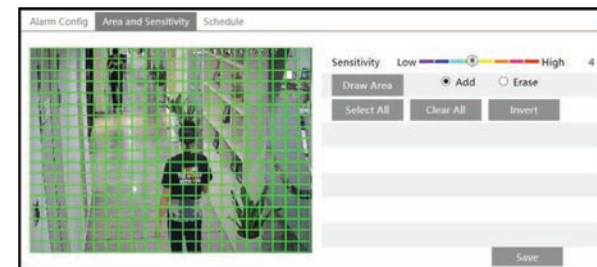 Alarm Config Area and Sensitivity Schedule
Sensitivity Low High 4
Draw Area Add Erase
Select All Clear All Invert
Save